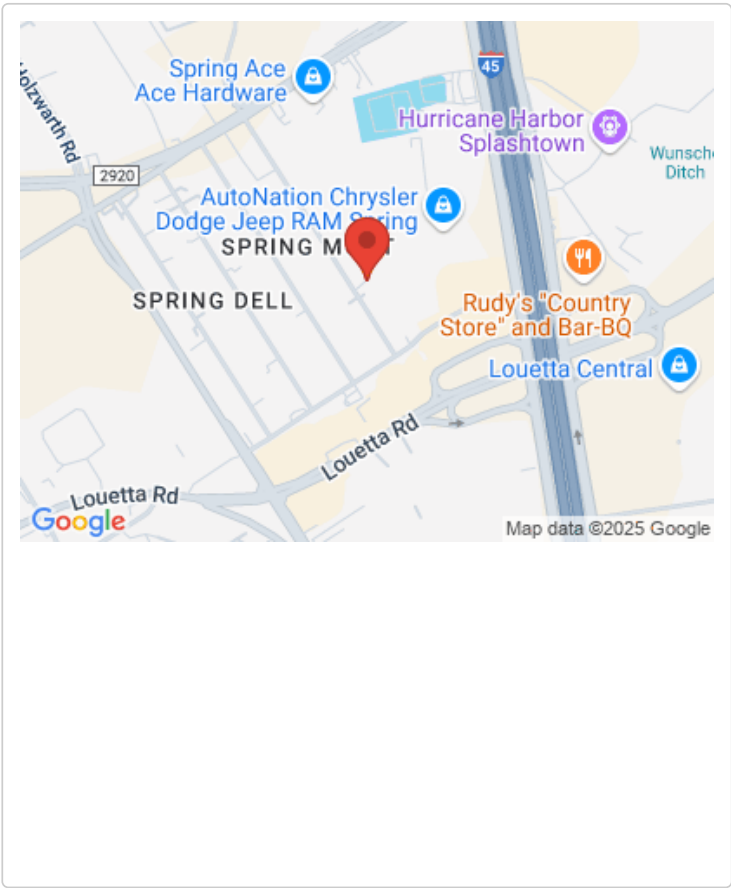 Spring Ace
Ace Hardware
45
Holzwarth Rd
Hurricane Harbor
Splashtown
Wunsche
Ditch
2920
AutoNation Chrysler
Dodge Jeep RAM Spring
SPRING
SPRING DELL
Rudy's "Country
Store" and Bar-BQ
Louetta Central
Louetta Rd
Louetta Rd
Google
Map data ©2025 Google